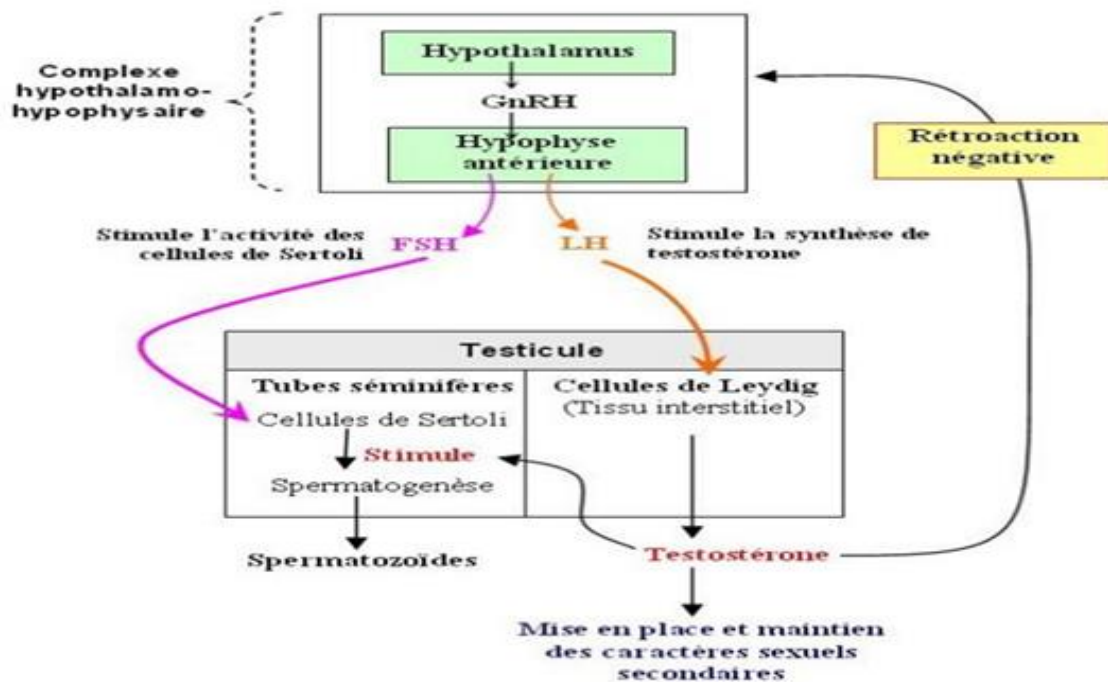 Hypothalamus
Complexe
hypothalamo-
hypophysaire
GnRH
Hypophyse
antérieure
Rétroaction
négative
Stimule l'activité des
cellules de Sertoli
FSH
LH
Stimule la synthèse de
testostérone
Testicule
Tubes séminifères
Cellules de Sertoli
Stimule
Spermatogenèse
Cellules de Leydig
(Tissu interstitiel)
Spermatozoïdes
Testostérone
Mise en place et maintien
des caractères sexuels
secondaires